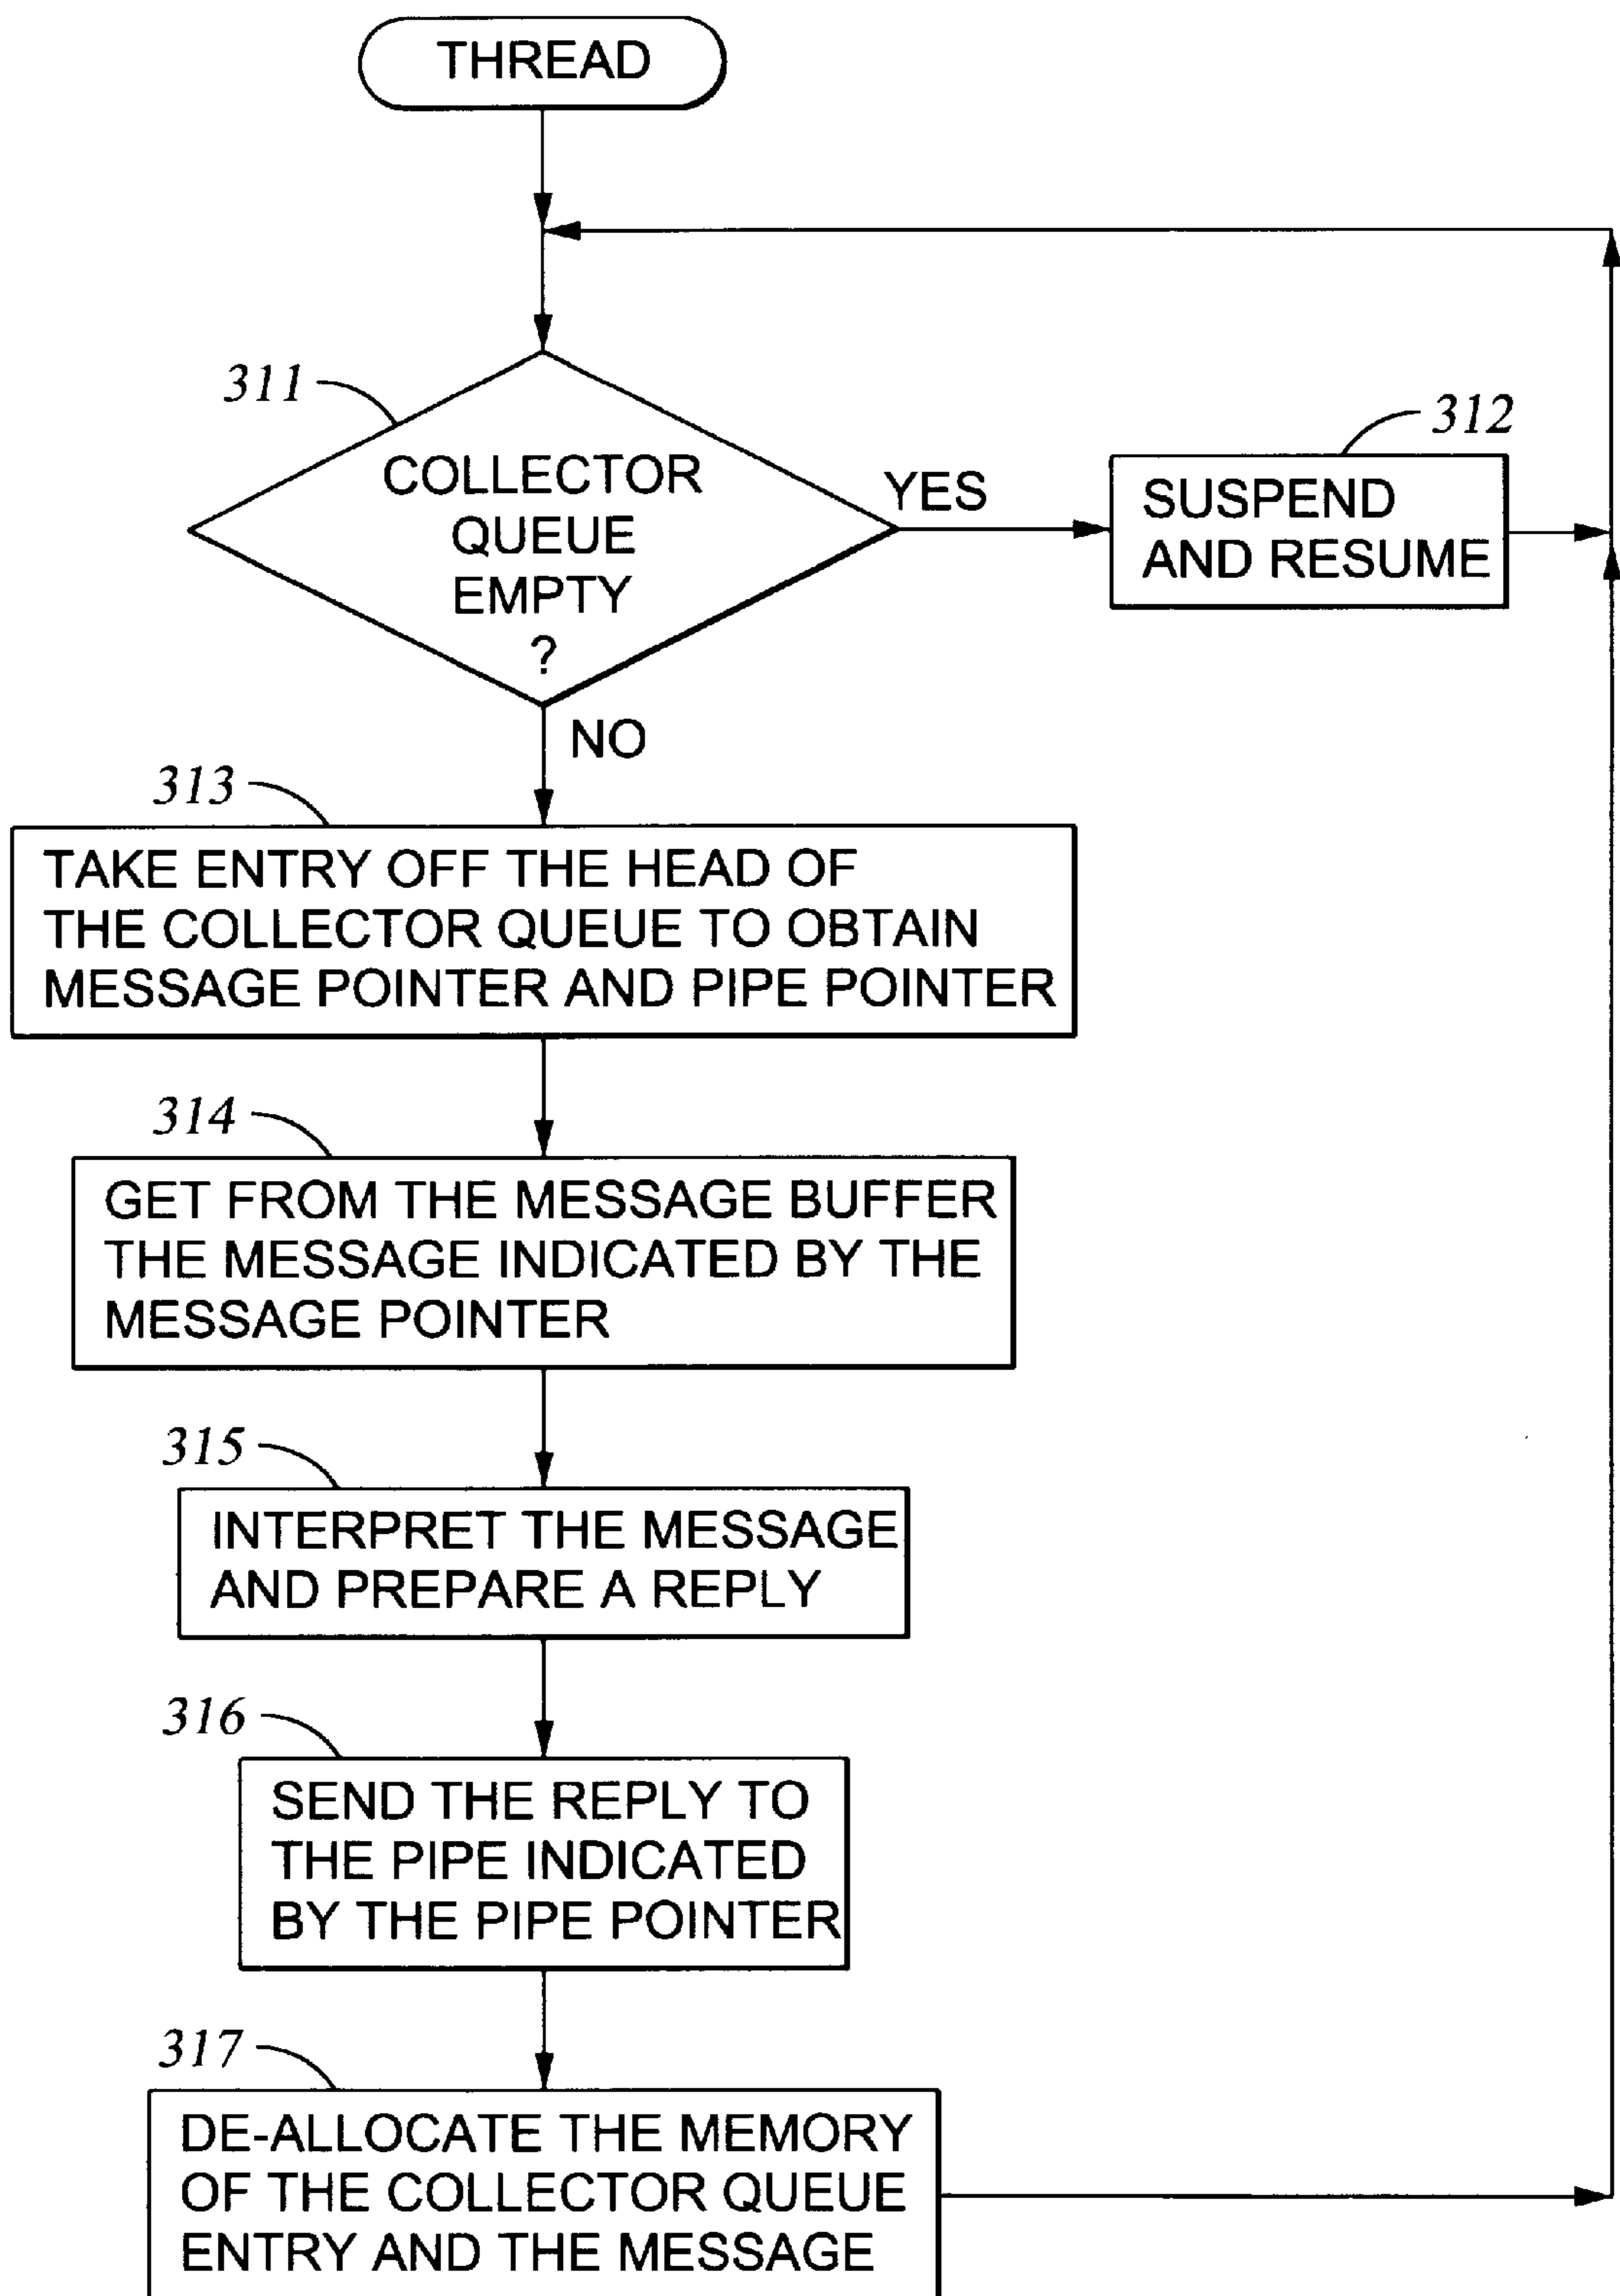 THREAD
311
COLLECTOR
QUEUE
EMPTY
?
YES
312
SUSPEND
AND RESUME
NO
313
TAKE ENTRY OFF THE HEAD OF
THE COLLECTOR QUEUE TO OBTAIN
MESSAGE POINTER AND PIPE POINTER
314
GET FROM THE MESSAGE BUFFER
THE MESSAGE INDICATED BY THE
MESSAGE POINTER
315
INTERPRET THE MESSAGE
AND PREPARE A REPLY
316
SEND THE REPLY TO
THE PIPE INDICATED
BY THE PIPE POINTER
317
DE-ALLOCATE THE MEMORY
OF THE COLLECTOR QUEUE
ENTRY AND THE MESSAGE